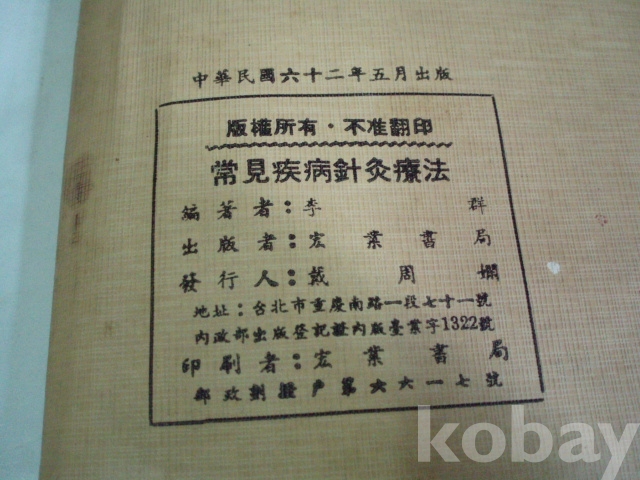 中華民國六十二年五月出版
版權所有・不准翻印
常見疾病針灸療法
編著者：李群
出版者：宏業書局
發行人：戴周嫻
地址：台北市重慶南路一段七十一號
內政部出版登記證內版臺業字1322號
印刷者：宏業書局
郵政劃撥戶第六六一七號
kobay